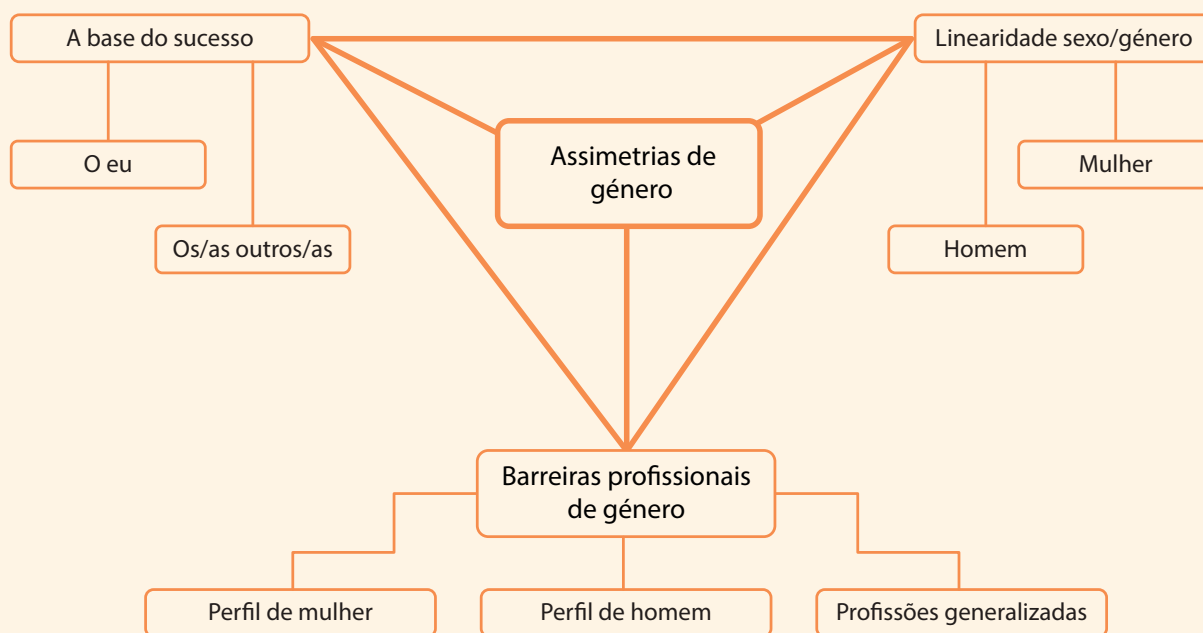 A base do sucesso
Linearidade sexo/género
O eu
Assimetrias de
género
Mulher
Os/as outros/as
Homem
Barreiras profissionais
de género
Perfil de mulher
Perfil de homem
Profissões generalizadas